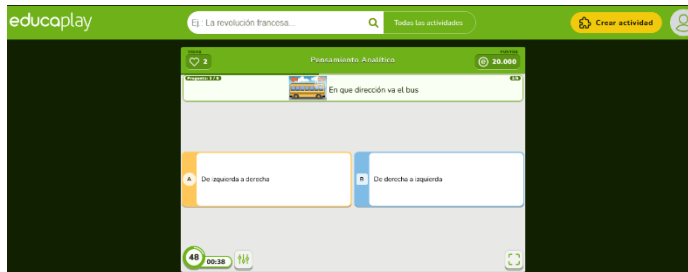 educaplay
Ej.: La revolución francesa...
Todas las actividades
Crear actividad
2
Pensamiento Analítico
20.000
En que dirección va el bus
A
De izquierda a derecha
B
De derecha a izquierda
48
00:38